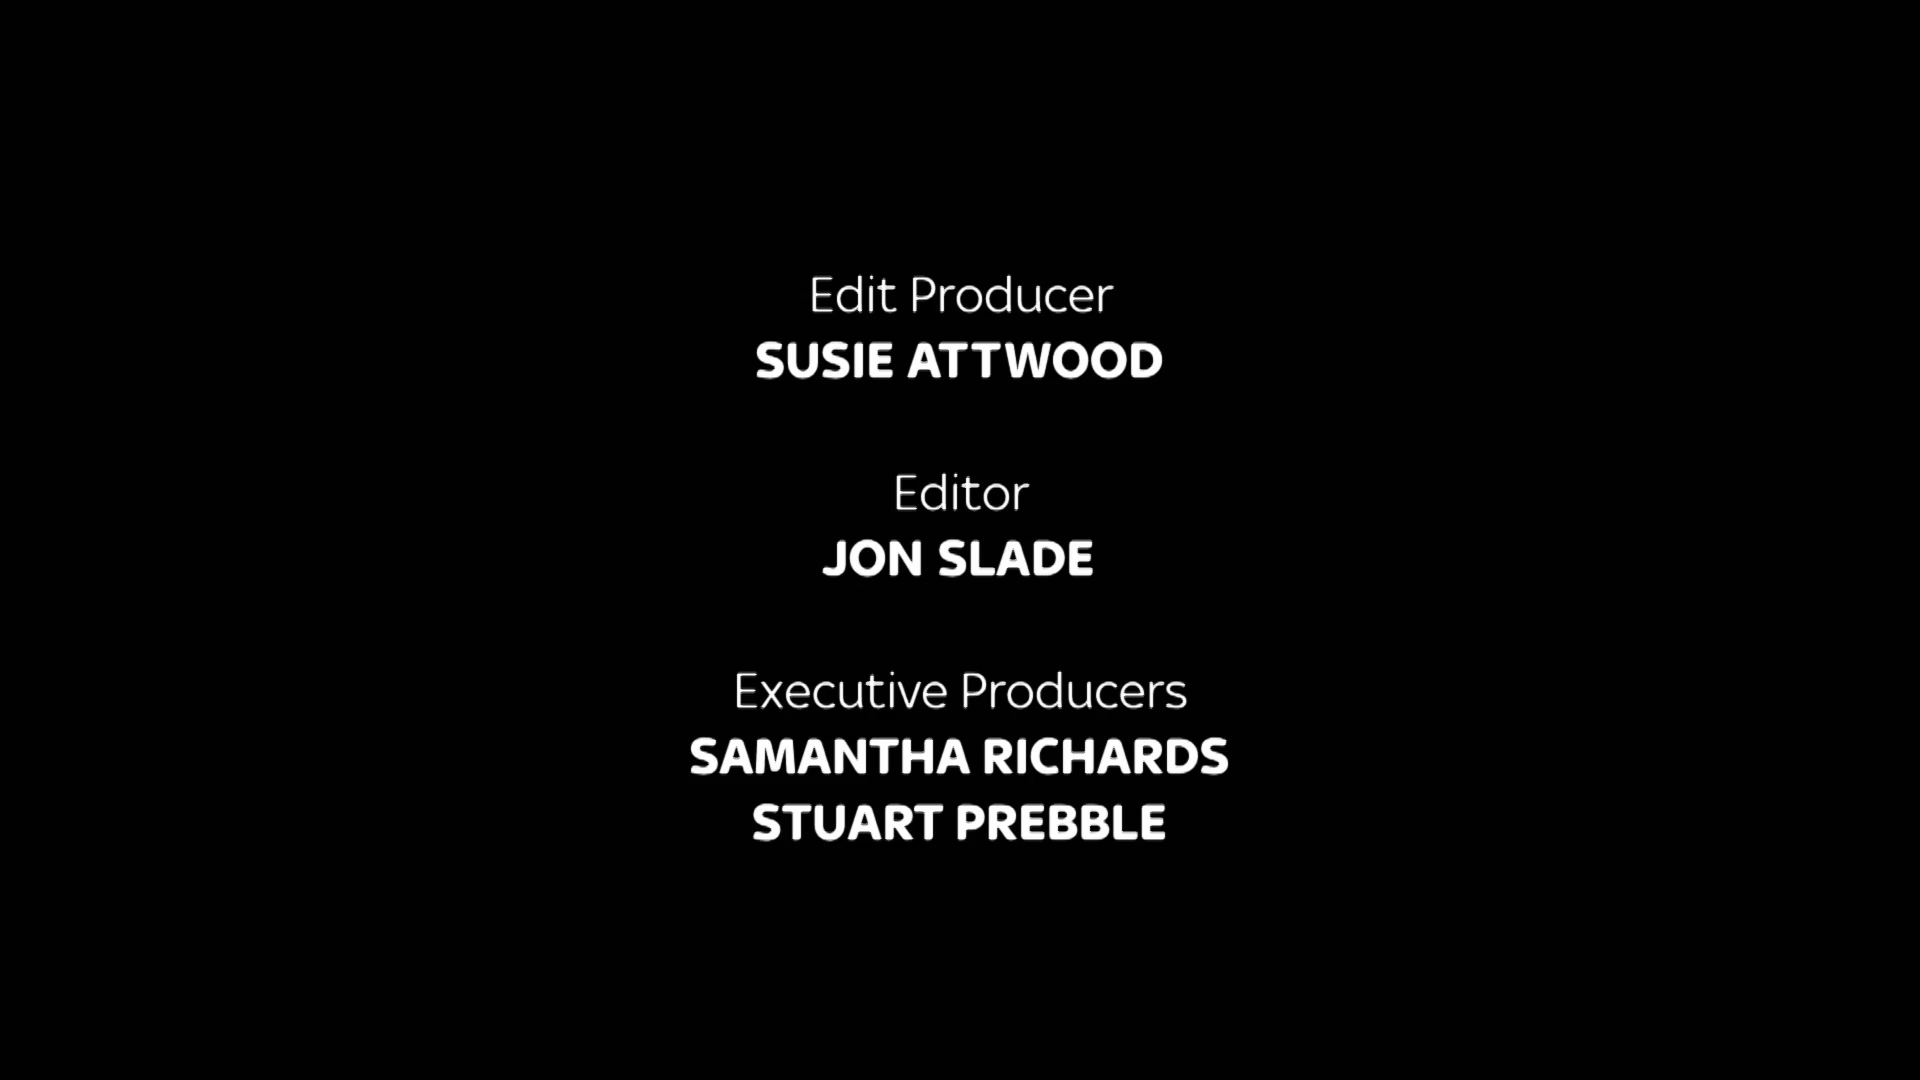 Edit Producer
SUSIE ATTWOOD
Editor
JON SLADE
Executive Producers
SAMANTHA RICHARDS
STUART PREBBLE